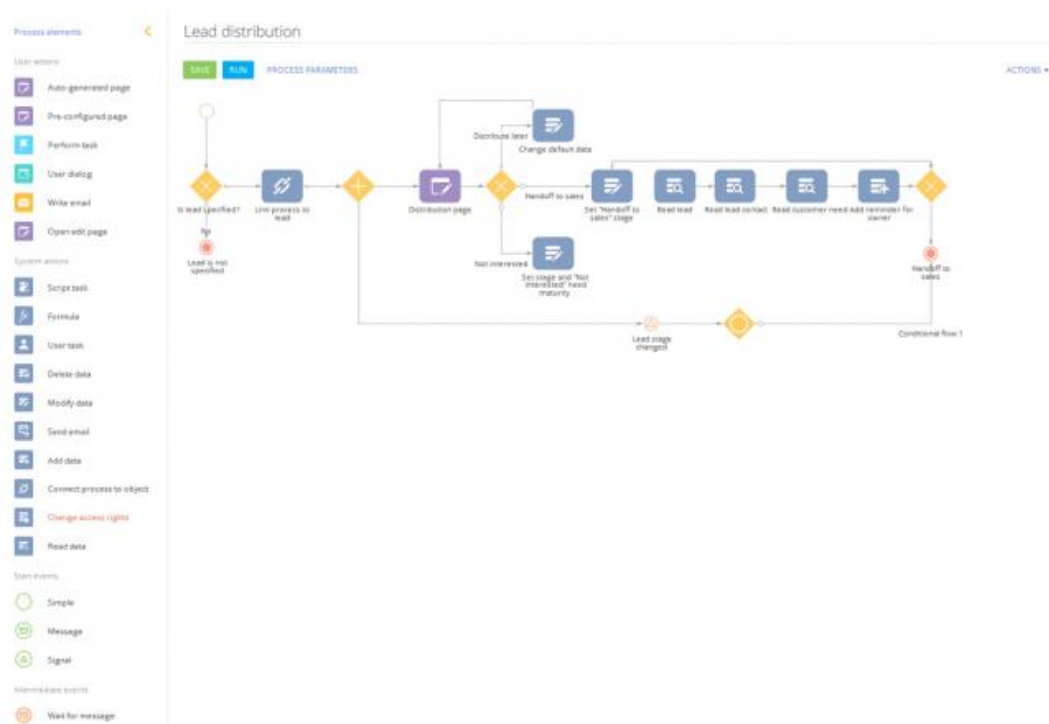 Process elements
Lead distribution
SAVE
RUN
PROCESS PARAMETERS
ACTIONS
User actions
Auto-generated page
Pre-configured page
Perform task
User dialog
Write email
Open edit page
System actions
Script task
Formula
User task
Delete data
Modify data
Send email
Add data
Connect process to object
Change access rights
Read data
Start events
Simple
Message
Signal
Intermediate events
Wait for message
Distribute later
Change default data
Is lead specified?
Link process to
lead
Distribution page
Handoff to sales
Set "Handoff to
sales" stage
Read lead
Read lead contact
Read customer need
Add reminder for
owner
No
Lead is not
specified
Not interested
Set stage and "Not
interested" need
maturity
Handoff to
sales
Lead stage
changed
Conditional flow 1